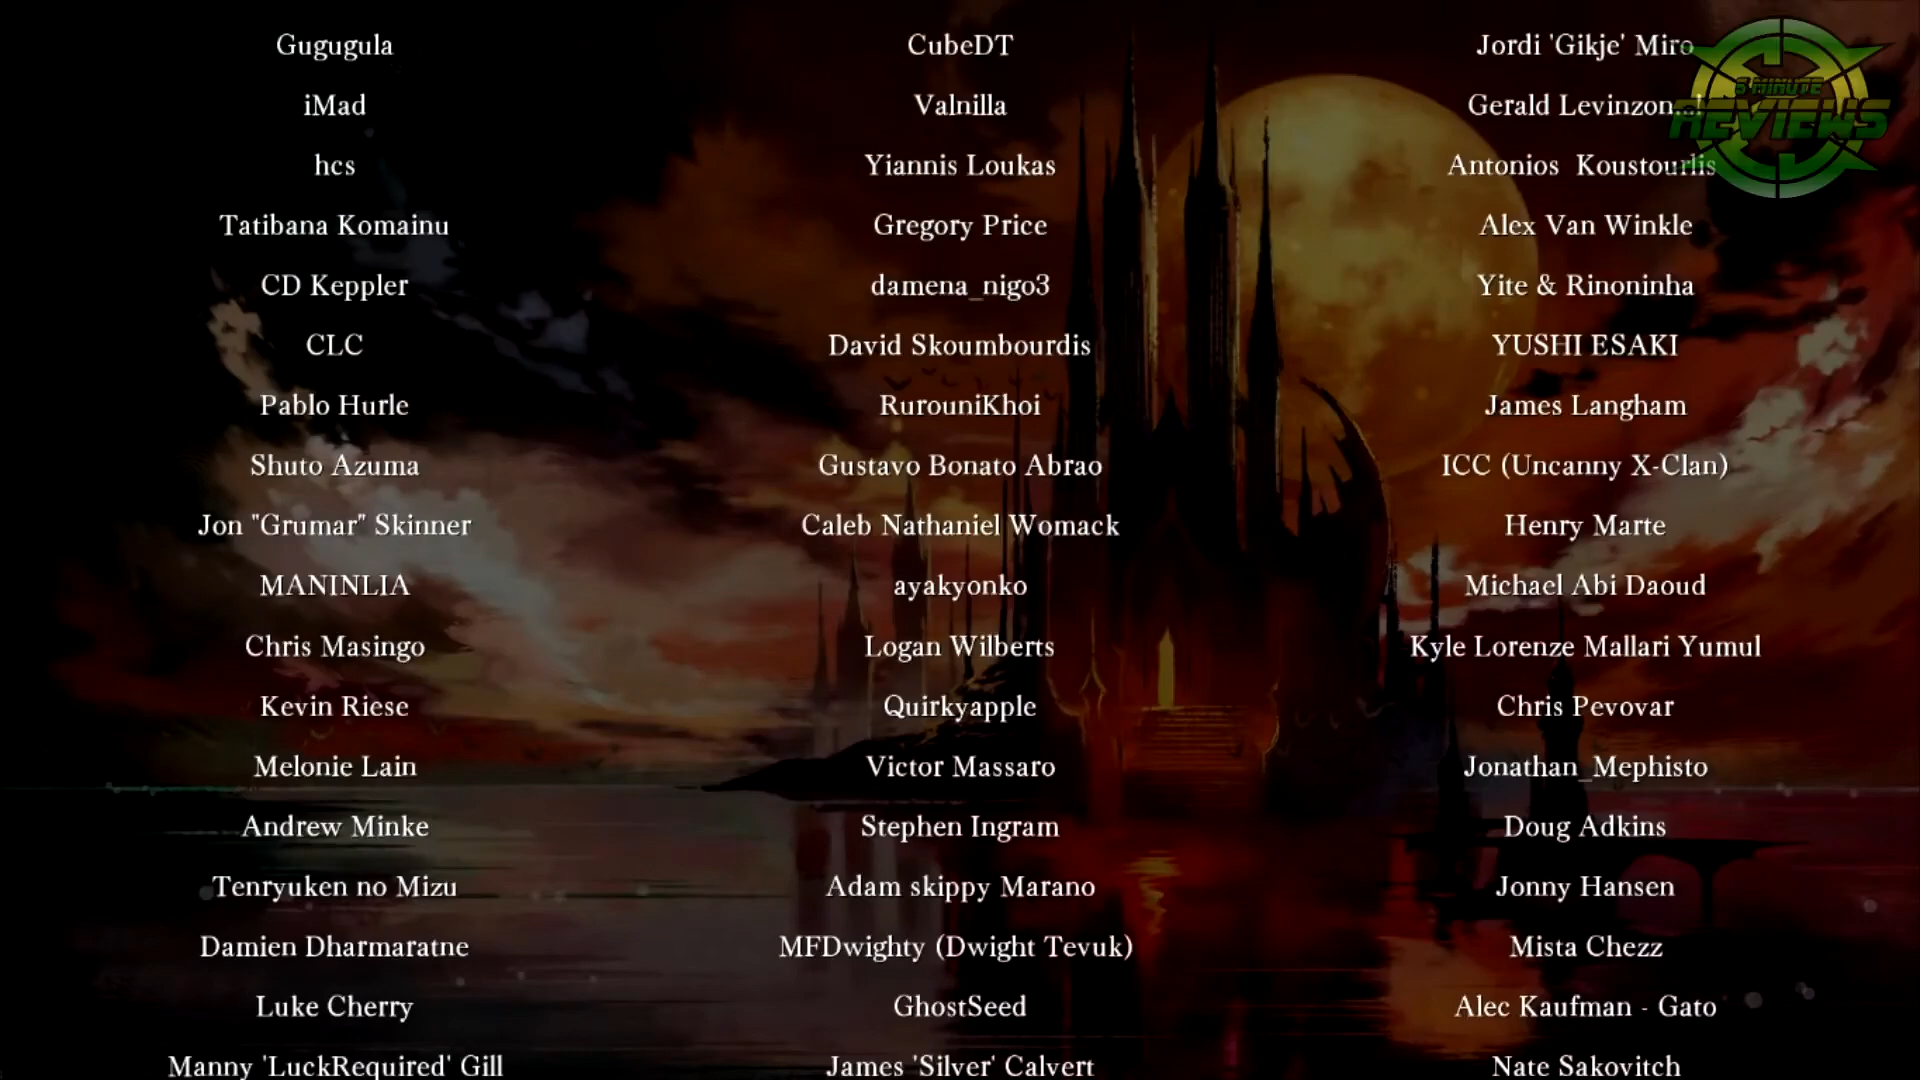 Gugugula
CubeDT
Jordi 'Gikje' Miro
iMad
Valnilla
Gerald Levinzon...!
hcs
Yiannis Loukas
Antonios  Koustourlis
Tatibana Komainu
Gregory Price
Alex Van Winkle
CD Keppler
damena_nigo3
Yite & Rinoninha
CLC
David Skoumbourdis
YUSHI ESAKI
Pablo Hurle
RurouniKhoi
James Langham
Shuto Azuma
Gustavo Bonato Abrao
ICC (Uncanny X-Clan)
Jon "Grumar" Skinner
Caleb Nathaniel Womack
Henry Marte
MANINLIA
ayakyonko
Michael Abi Daoud
Chris Masingo
Logan Wilberts
Kyle Lorenze Mallari Yumul
Kevin Riese
Quirkyapple
Chris Pevovar
Melonie Lain
Victor Massaro
Jonathan_Mephisto
Andrew Minke
Stephen Ingram
Doug Adkins
Tenryuken no Mizu
Adam skippy Marano
Jonny Hansen
Damien Dharmaratne
MFDwighty (Dwight Tevuk)
Mista Chezz
Luke Cherry
GhostSeed
Alec Kaufman - Gato
Manny 'LuckRequired' Gill
James 'Silver' Calvert
Nate Sakovitch
MINUTE
REVIEWS